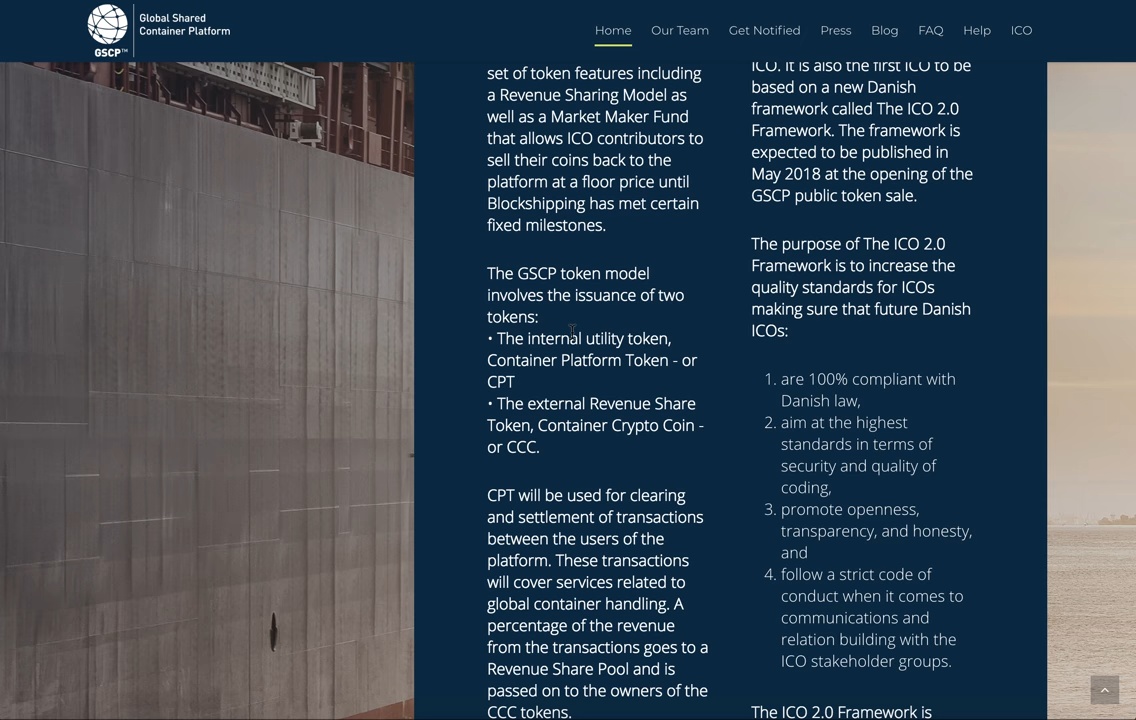 Global Shared
Container Platform
GSCP™
Home
Our Team
Get Notified
Press
Blog
FAQ
Help
ICO
set of token features including
a Revenue Sharing Model as
well as a Market Maker Fund
that allows ICO contributors to
sell their coins back to the
platform at a floor price until
Blockshipping has met certain
fixed milestones.
The GSCP token model
involves the issuance of two
tokens:
• The internal utility token,
Container Platform Token - or
CPT
• The external Revenue Share
Token, Container Crypto Coin -
or CCC.
CPT will be used for clearing
and settlement of transactions
between the users of the
platform. These transactions
will cover services related to
global container handling. A
percentage of the revenue
from the transactions goes to a
Revenue Share Pool and is
passed on to the owners of the
CCC tokens.
ICO. It is also the first ICO to be
based on a new Danish
framework called The ICO 2.0
Framework. The framework is
expected to be published in
May 2018 at the opening of the
GSCP public token sale.
The purpose of The ICO 2.0
Framework is to increase the
quality standards for ICOs
making sure that future Danish
ICOs:
1. are 100% compliant with
Danish law,
2. aim at the highest
standards in terms of
security and quality of
coding,
3. promote openness,
transparency, and honesty,
and
4. follow a strict code of
conduct when it comes to
communications and
relation building with the
ICO stakeholder groups.
The ICO 2.0 Framework is